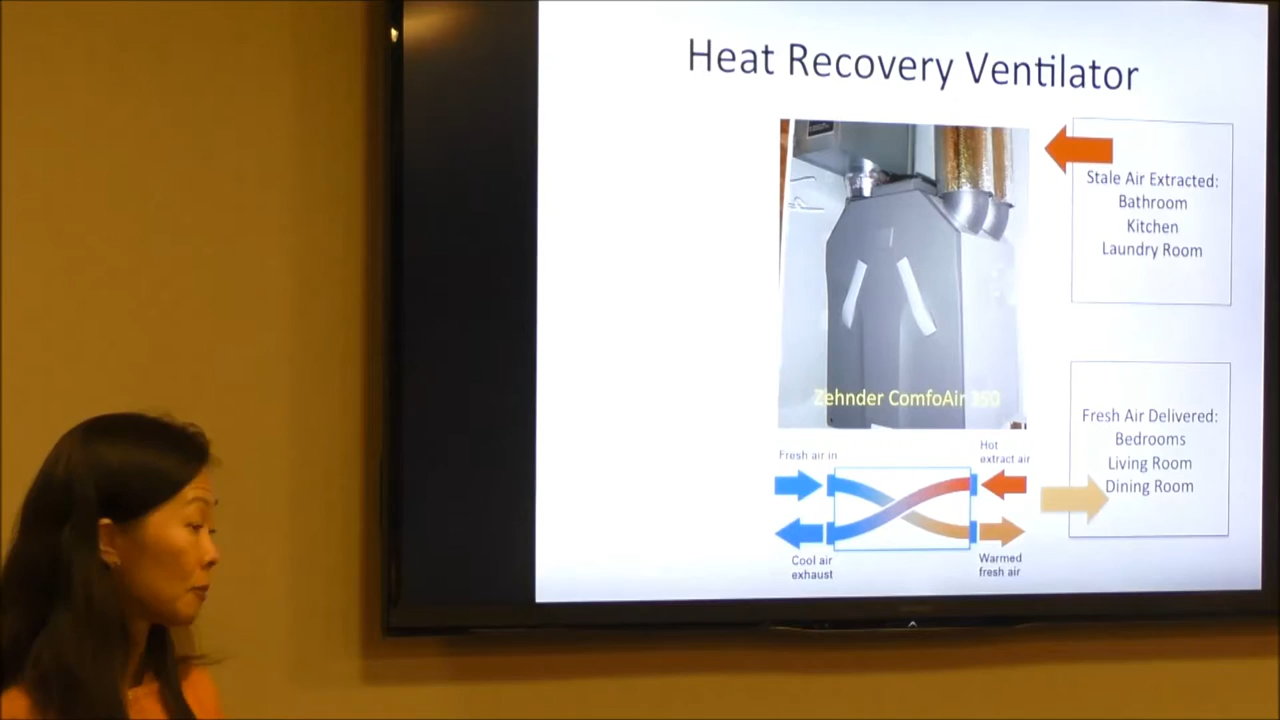 Heat Recovery Ventilator
Stale Air Extracted:
Bathroom
Kitchen
Laundry Room
Zehnder ComfoAir 350
Fresh Air Delivered:
Bedrooms
Living Room
Dining Room
Fresh air in
Hot
extract air
Cool air
exhaust
Warmed
fresh air